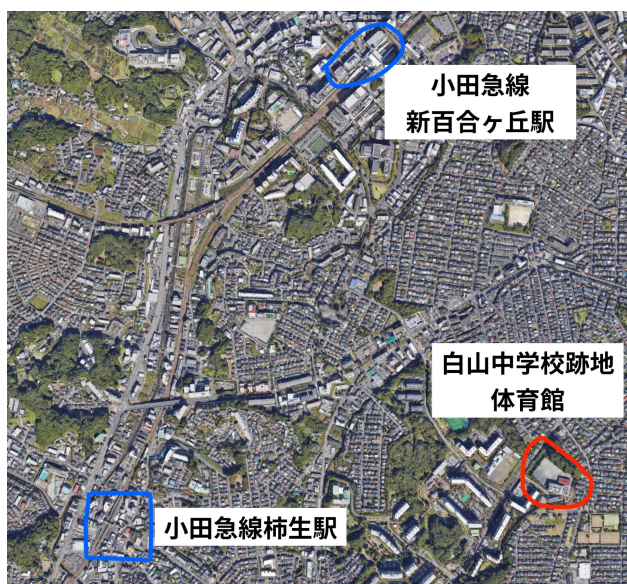 小田急線
新百合ヶ丘駅
白山中学校跡地
体育館
小田急線柿生駅